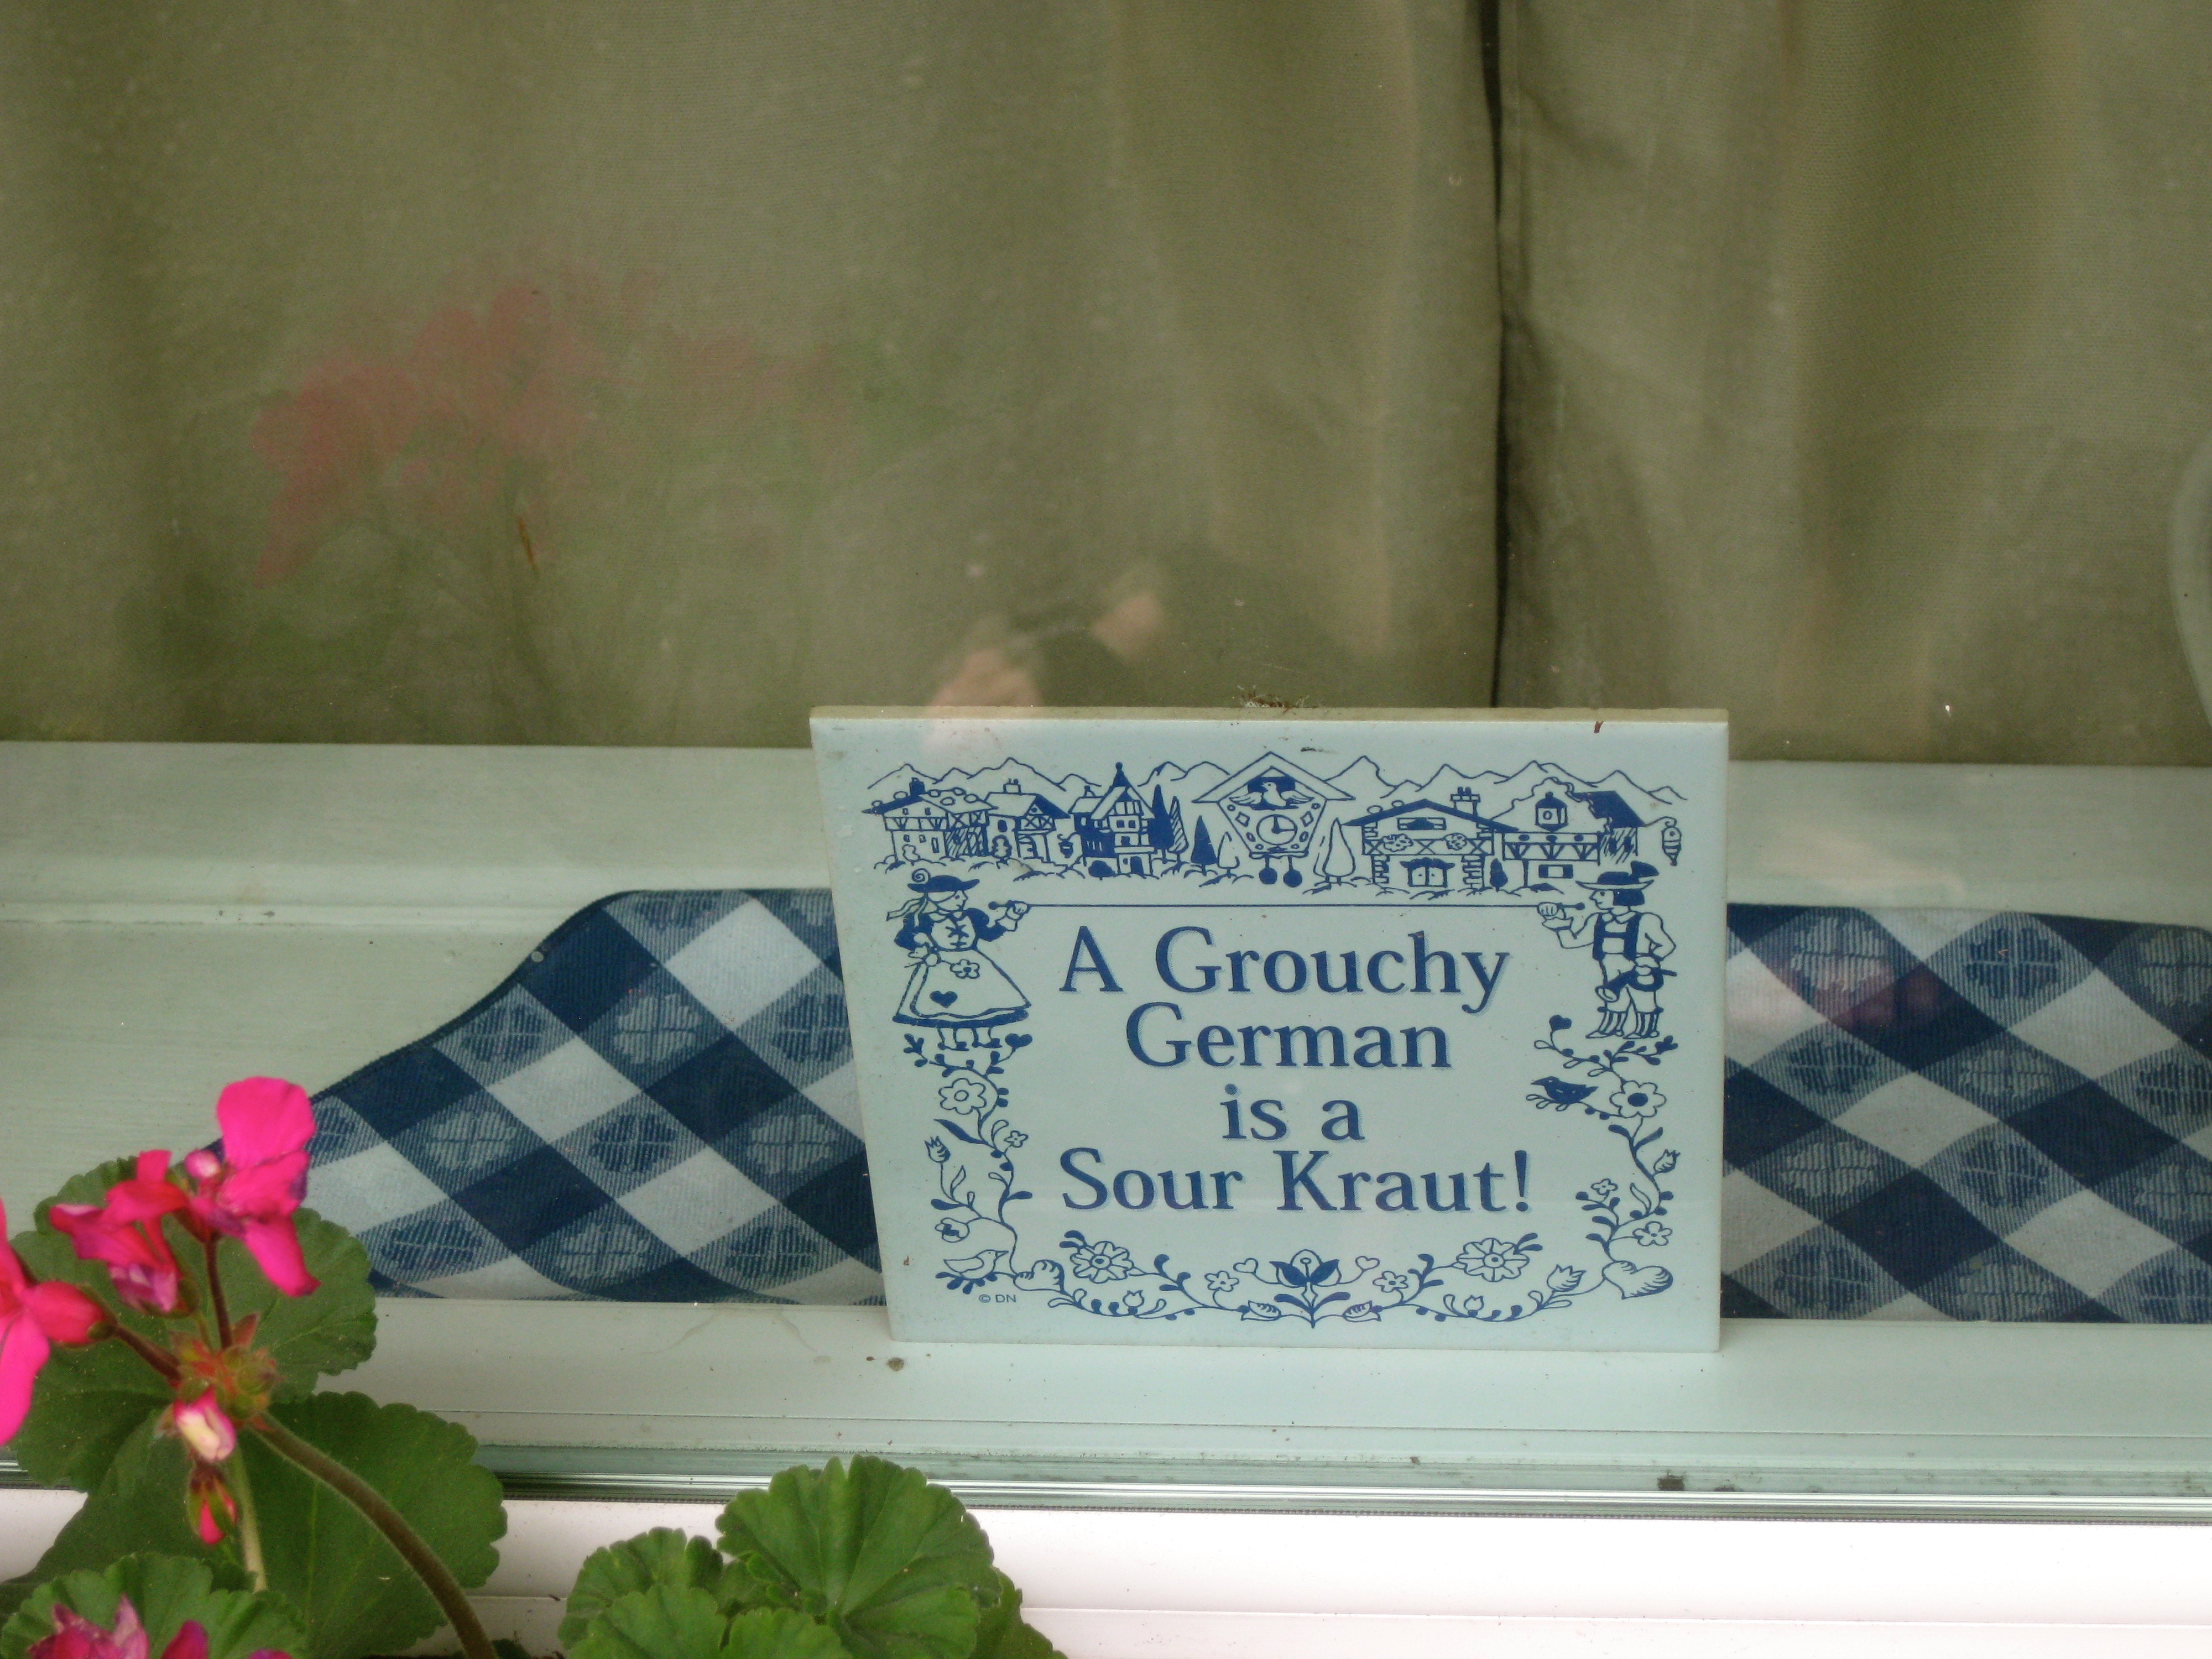 A Grouchy
German
is a
Sour Kraut!
© DN